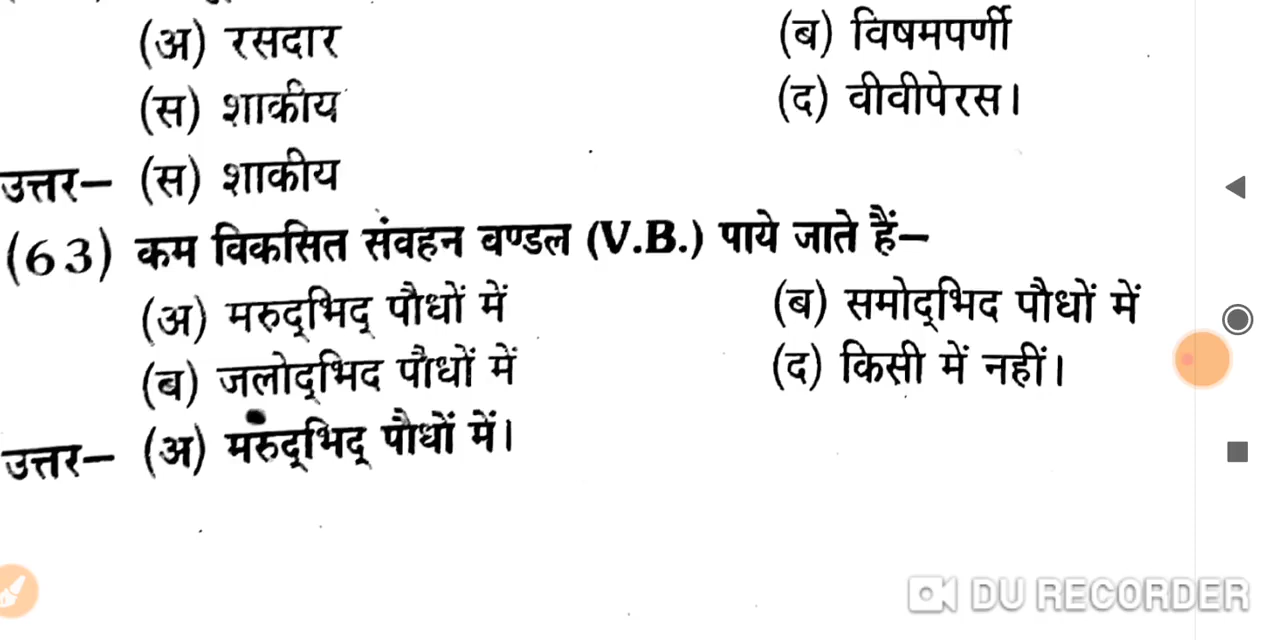 (अ) रसदार (ब) विषमपर्णी
(स) शाकीय (द) वीवीपेरस।
उत्तर– (स) शाकीय
(63) कम विकसित संवहन वण्डल (V.B.) पाये जाते हैं–
(अ) मरुद्भिद् पौधों में (ब) समोद्भिद पौधों में
(ब) जलोद्भिद पौधों में (द) किसी में नहीं।
उत्तर– (अ) मरुद्भिद् पौधों में।
DU RECORDER